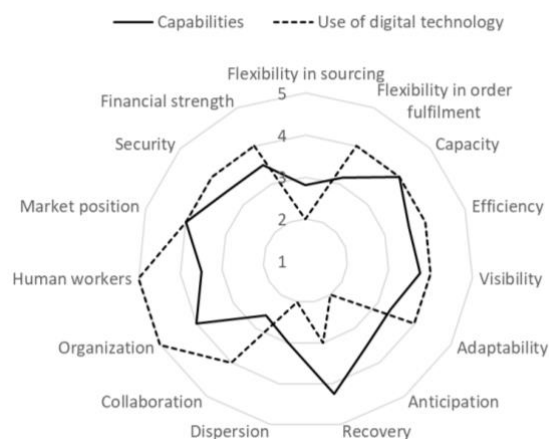 Capabilities
Use of digital technology
Flexibility in sourcing
Flexibility in order
fulfilment
Financial strength
Security
Capacity
Market position
Efficiency
Human workers
Visibility
Organization
Adaptability
Collaboration
Anticipation
Dispersion
Recovery
5
4
3
2
1